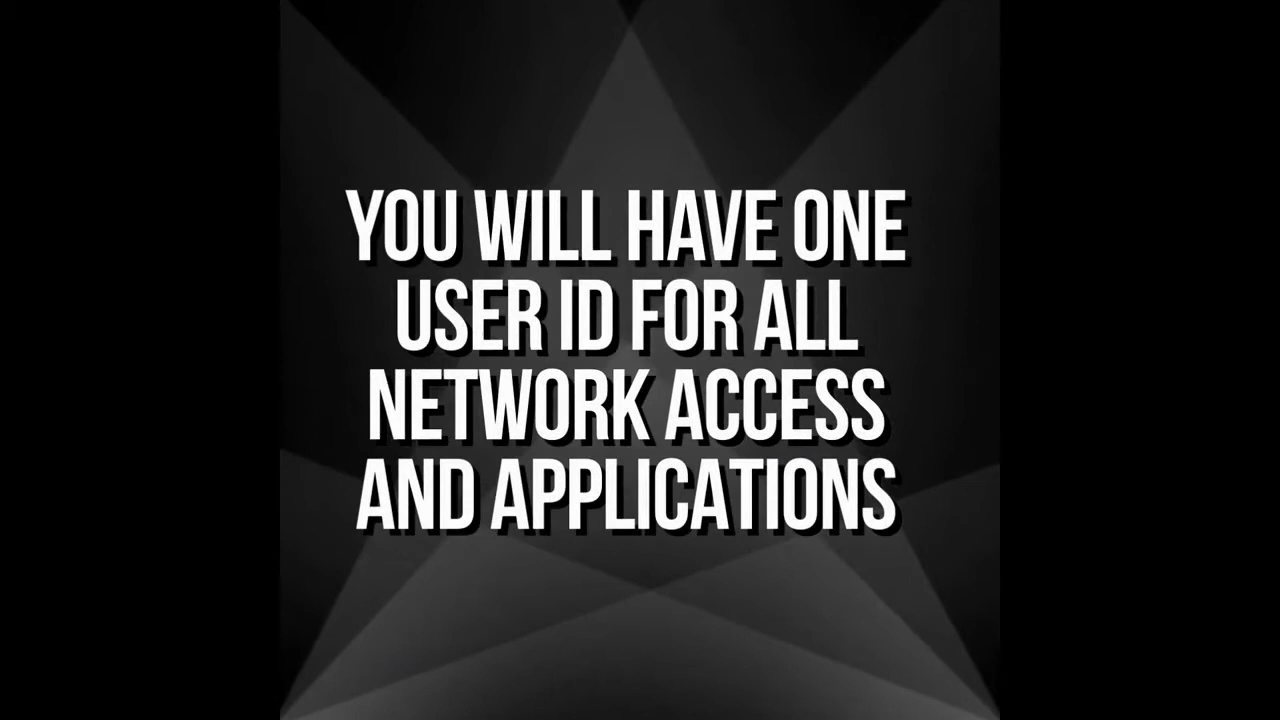 YOU WILL HAVE ONE
USER ID FOR ALL
NETWORK ACCESS
AND APPLICATIONS